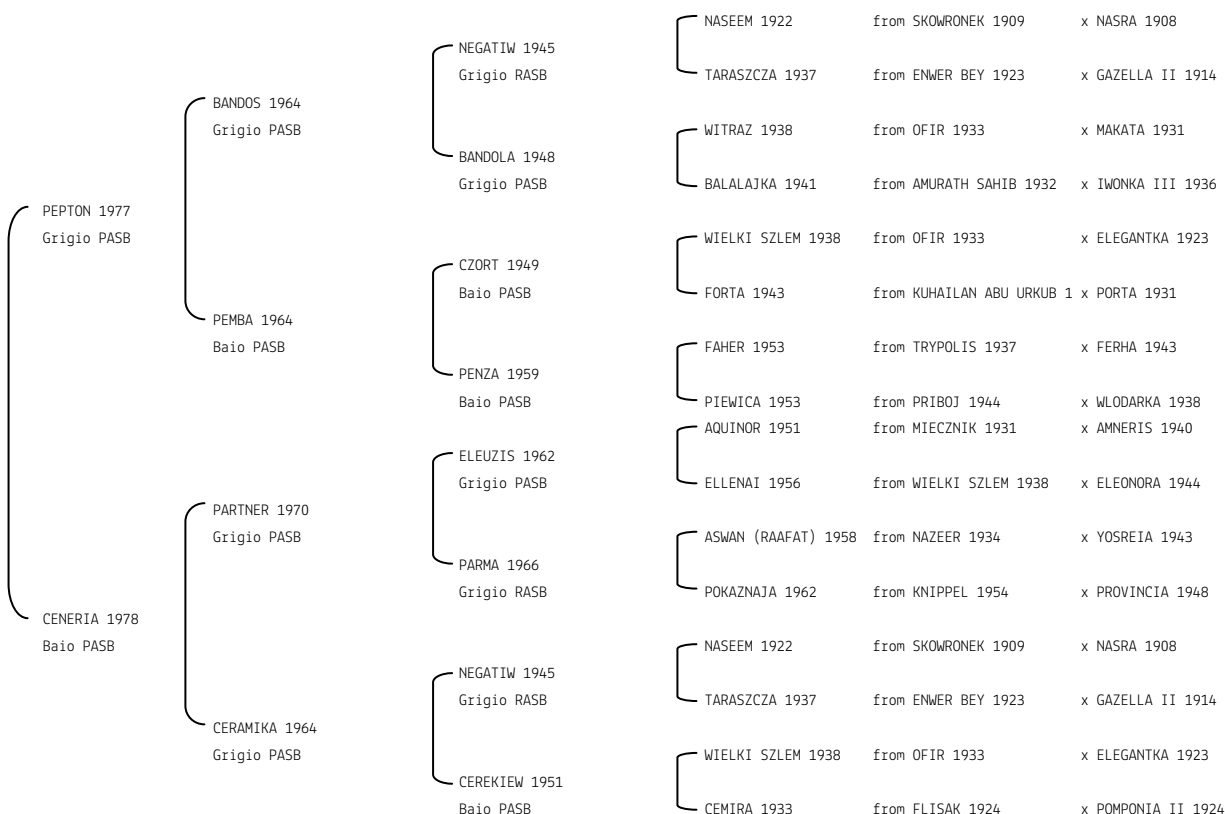 NASEEM 1922 from SKOWRONEK 1909 x NASRA 1908
NEGATIW 1945
Grigio RASB
TARASZCZA 1937 from ENWER BEY 1923 x GAZELLA II 1914
BANDOS 1964
Grigio PASB
WITRAZ 1938 from OFIR 1933 x MAKATA 1931
BANDOLA 1948
Grigio PASB
BALALAJKA 1941 from AMURATH SAHIB 1932 x IWONKA III 1936
PEPTON 1977
Grigio PASB
WIELKI SZLEM 1938 from OFIR 1933 x ELEGANTKA 1923
CZORT 1949
Baio PASB
FORTA 1943 from KUHAILAN ABU URKUB 1 x PORTA 1931
PEMBA 1964
Baio PASB
FAHER 1953 from TRYPOLIS 1937 x FERHA 1943
PENZA 1959
Baio PASB
PIEWICA 1953 from PRIBOJ 1944 x WLODARKA 1938
AQUINOR 1951 from MIECZNIK 1931 x AMNERIS 1940
ELEUZIS 1962
Grigio PASB
ELLENAI 1956 from WIELKI SZLEM 1938 x ELEONORA 1944
PARTNER 1970
Grigio PASB
ASWAN (RAAFAT) 1958 from NAZEER 1934 x YOSREIA 1943
PARMA 1966
Grigio RASB
POKAZNAJA 1962 from KNIPPEL 1954 x PROVINCIA 1948
CENERIA 1978
Baio PASB
NASEEM 1922 from SKOWRONEK 1909 x NASRA 1908
NEGATIW 1945
Grigio RASB
TARASZCZA 1937 from ENWER BEY 1923 x GAZELLA II 1914
CERAMIKA 1964
Grigio PASB
WIELKI SZLEM 1938 from OFIR 1933 x ELEGANTKA 1923
CEREKIEW 1951
Baio PASB
CEMIRA 1933 from FLISAK 1924 x POMPONIA II 1924